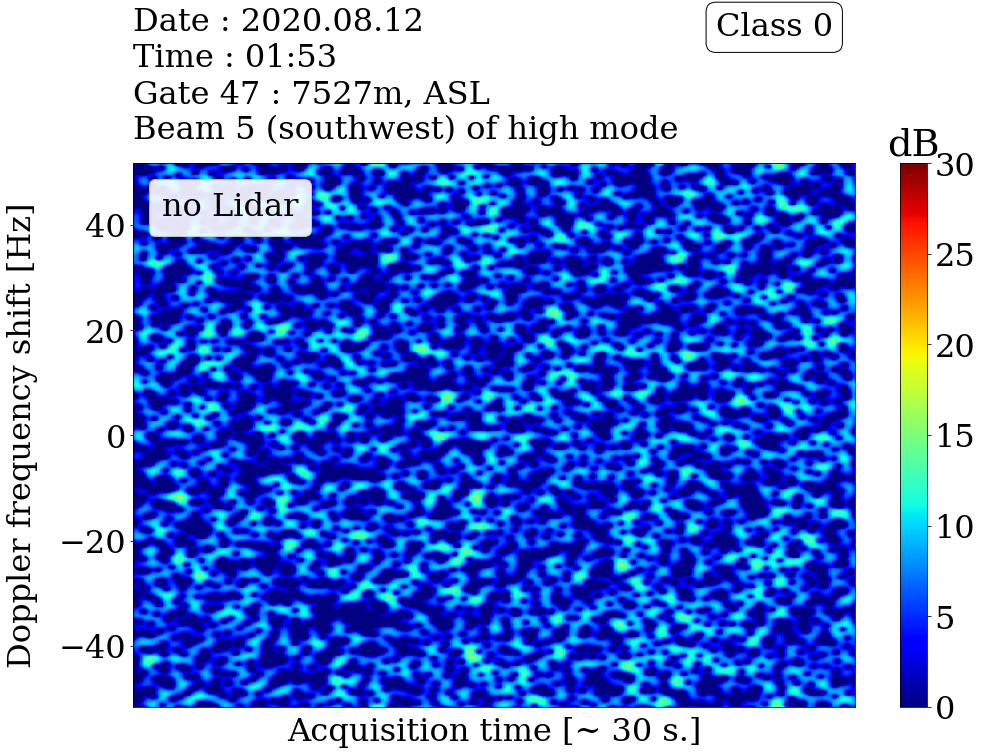 Date : 2020.08.12
Time : 01:53
Gate 47 : 7527m, ASL
Beam 5 (southwest) of high mode
Class 0
no Lidar
Doppler frequency shift [Hz]
40
20
0
−20
−40
Acquisition time [~ 30 s.]
dB
30
25
20
15
10
5
0